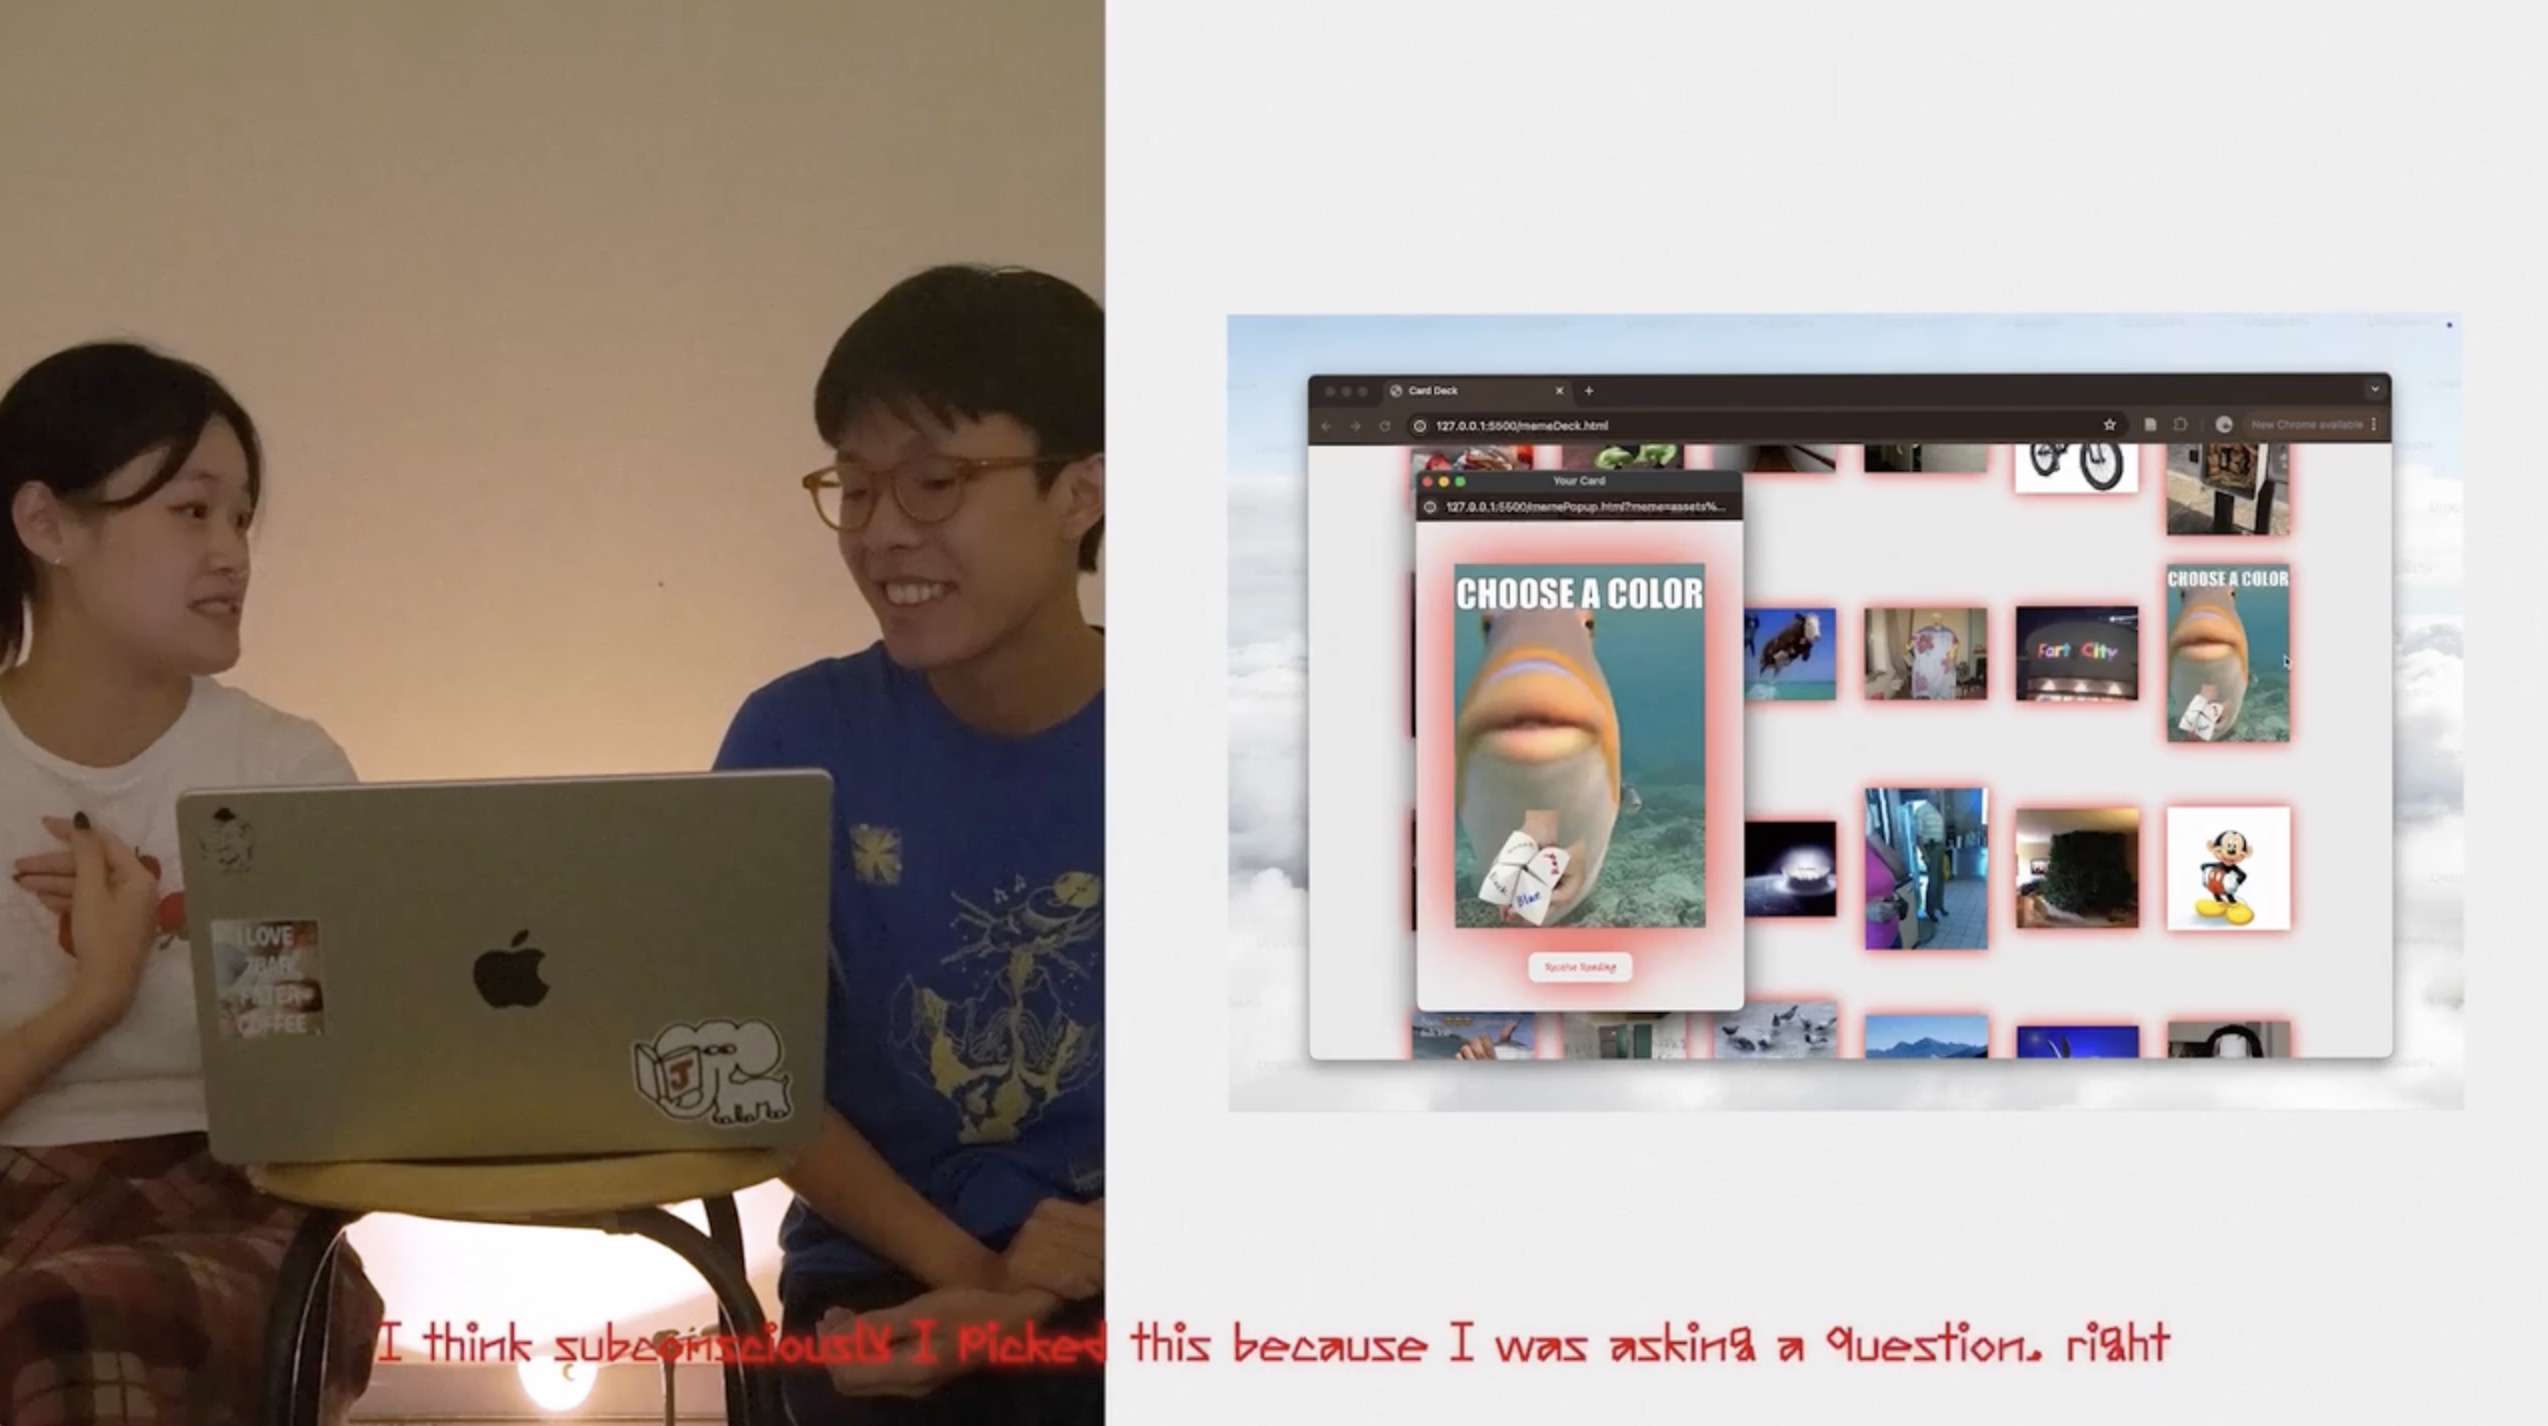 Card Deck
127.0.0.1:5500/memeDeck.html
New Chrome available
Your Card
127.0.0.1:5500/memePopup.html?meme=assets%...
CHOOSE A COLOR
Blue
Receive Reading
Fart City
CHOOSE A COLOR
I LOVE
7BAR
FILTER
COFFEE
J
I think subconsciously I picked this because I was asking a question. right